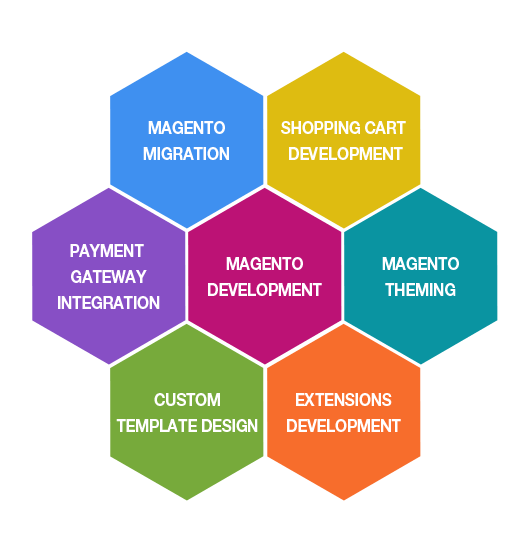 MAGENTO
MIGRATION
SHOPPING CART
DEVELOPMENT
PAYMENT
GATEWAY
INTEGRATION
MAGENTO
DEVELOPMENT
MAGENTO
THEMING
CUSTOM
TEMPLATE DESIGN
EXTENSIONS
DEVELOPMENT